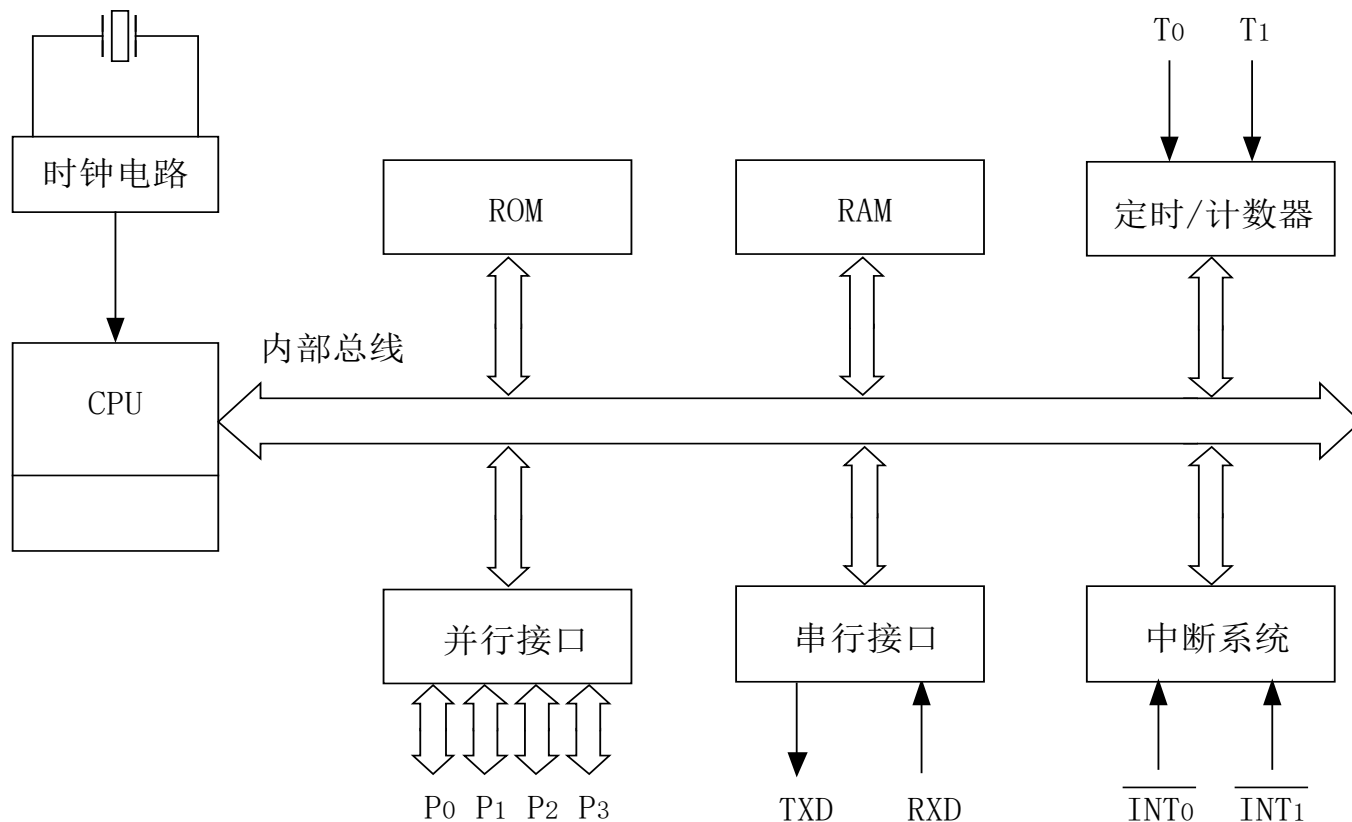 T0 T1
时钟电路
ROM
RAM
定时/计数器
内部总线
CPU
并行接口
串行接口
中断系统
P0 P1 P2 P3
TXD
RXD
INT0
INT1